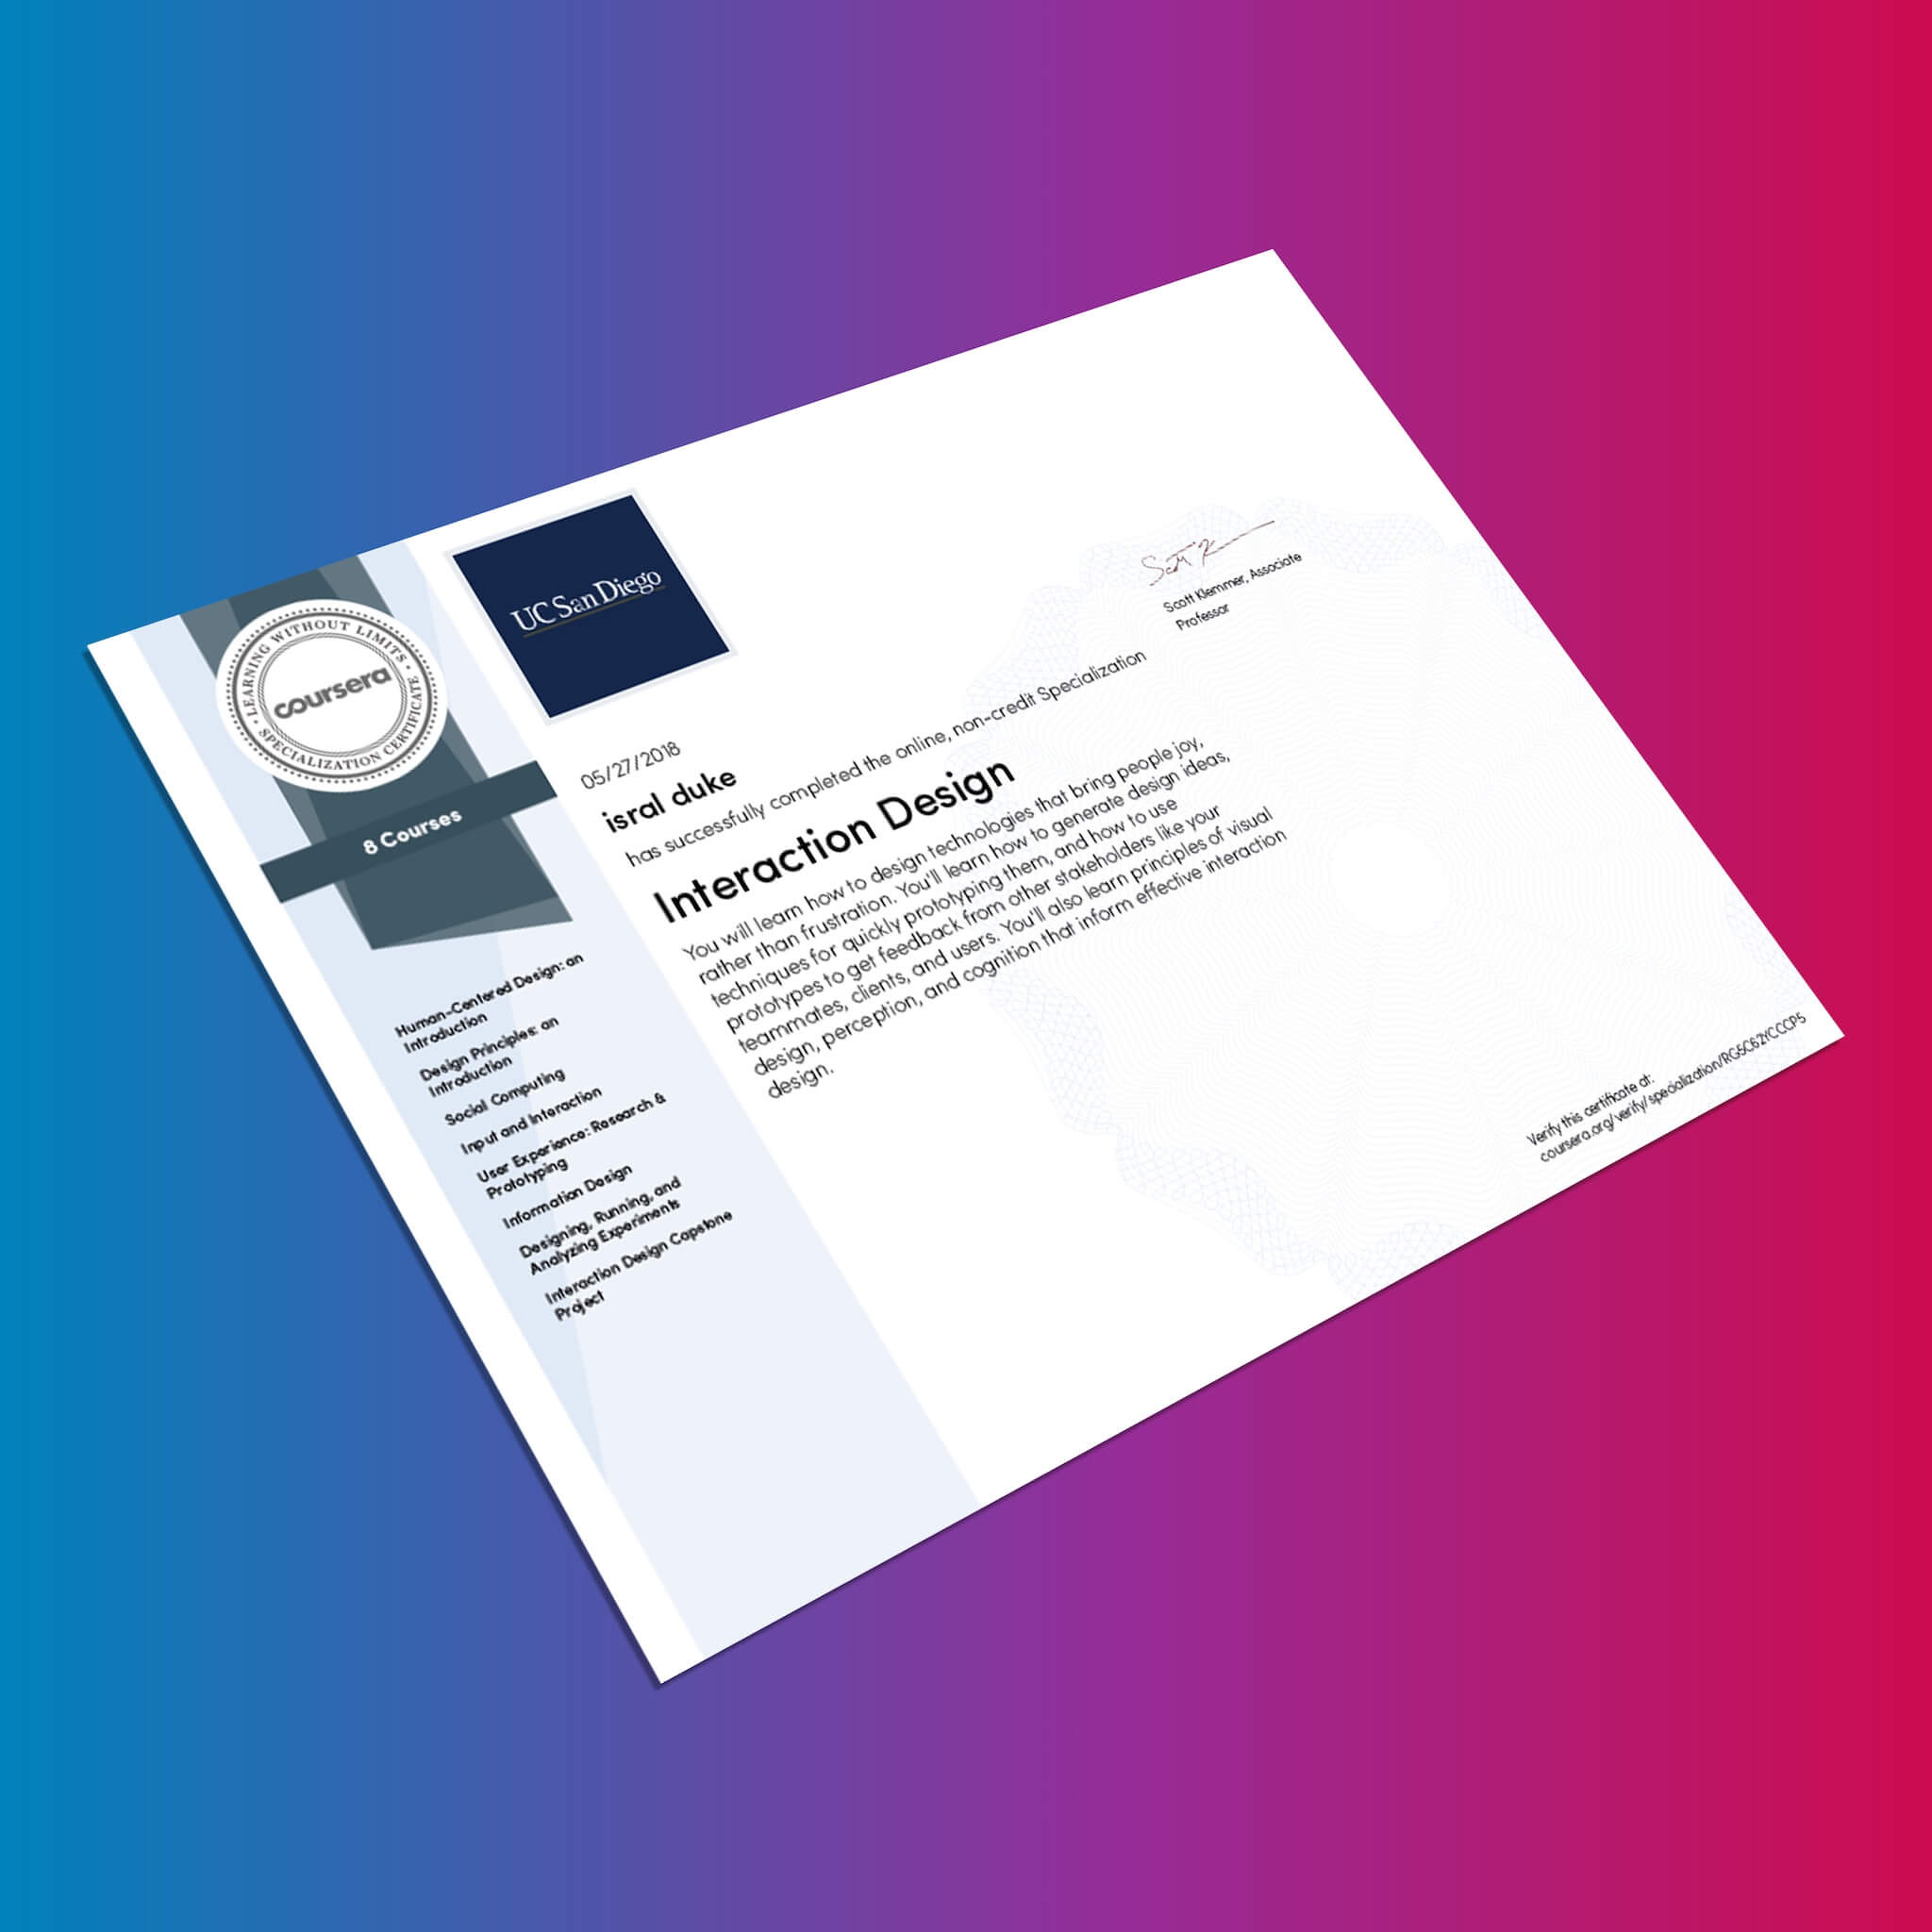 LEARNING WITHOUT LIMITS
coursera
SPECIALIZATION CERTIFICATE
8 Courses
Human-Centered Design: an
Introduction
Design Principles: an
Introduction
Social Computing
Input and Interaction
User Experience: Research &
Prototyping
Information Design
Designing, Running, and
Analyzing Experiments
Interaction Design Capstone
Project
UC San Diego
05/27/2018
isral duke
has successfully completed the online, non-credit Specialization
Interaction Design
You will learn how to design technologies that bring people joy,
rather than frustration. You'll learn how to generate design ideas,
techniques for quickly prototyping them, and how to use
prototypes to get feedback from other stakeholders like your
teammates, clients, and users. You'll also learn principles of visual
design, perception, and cognition that inform effective interaction
design.
Scott Klemmer, Associate
Professor
Verify this certificate at:
coursera.org/verify/specialization/RG5C62YCCCP5